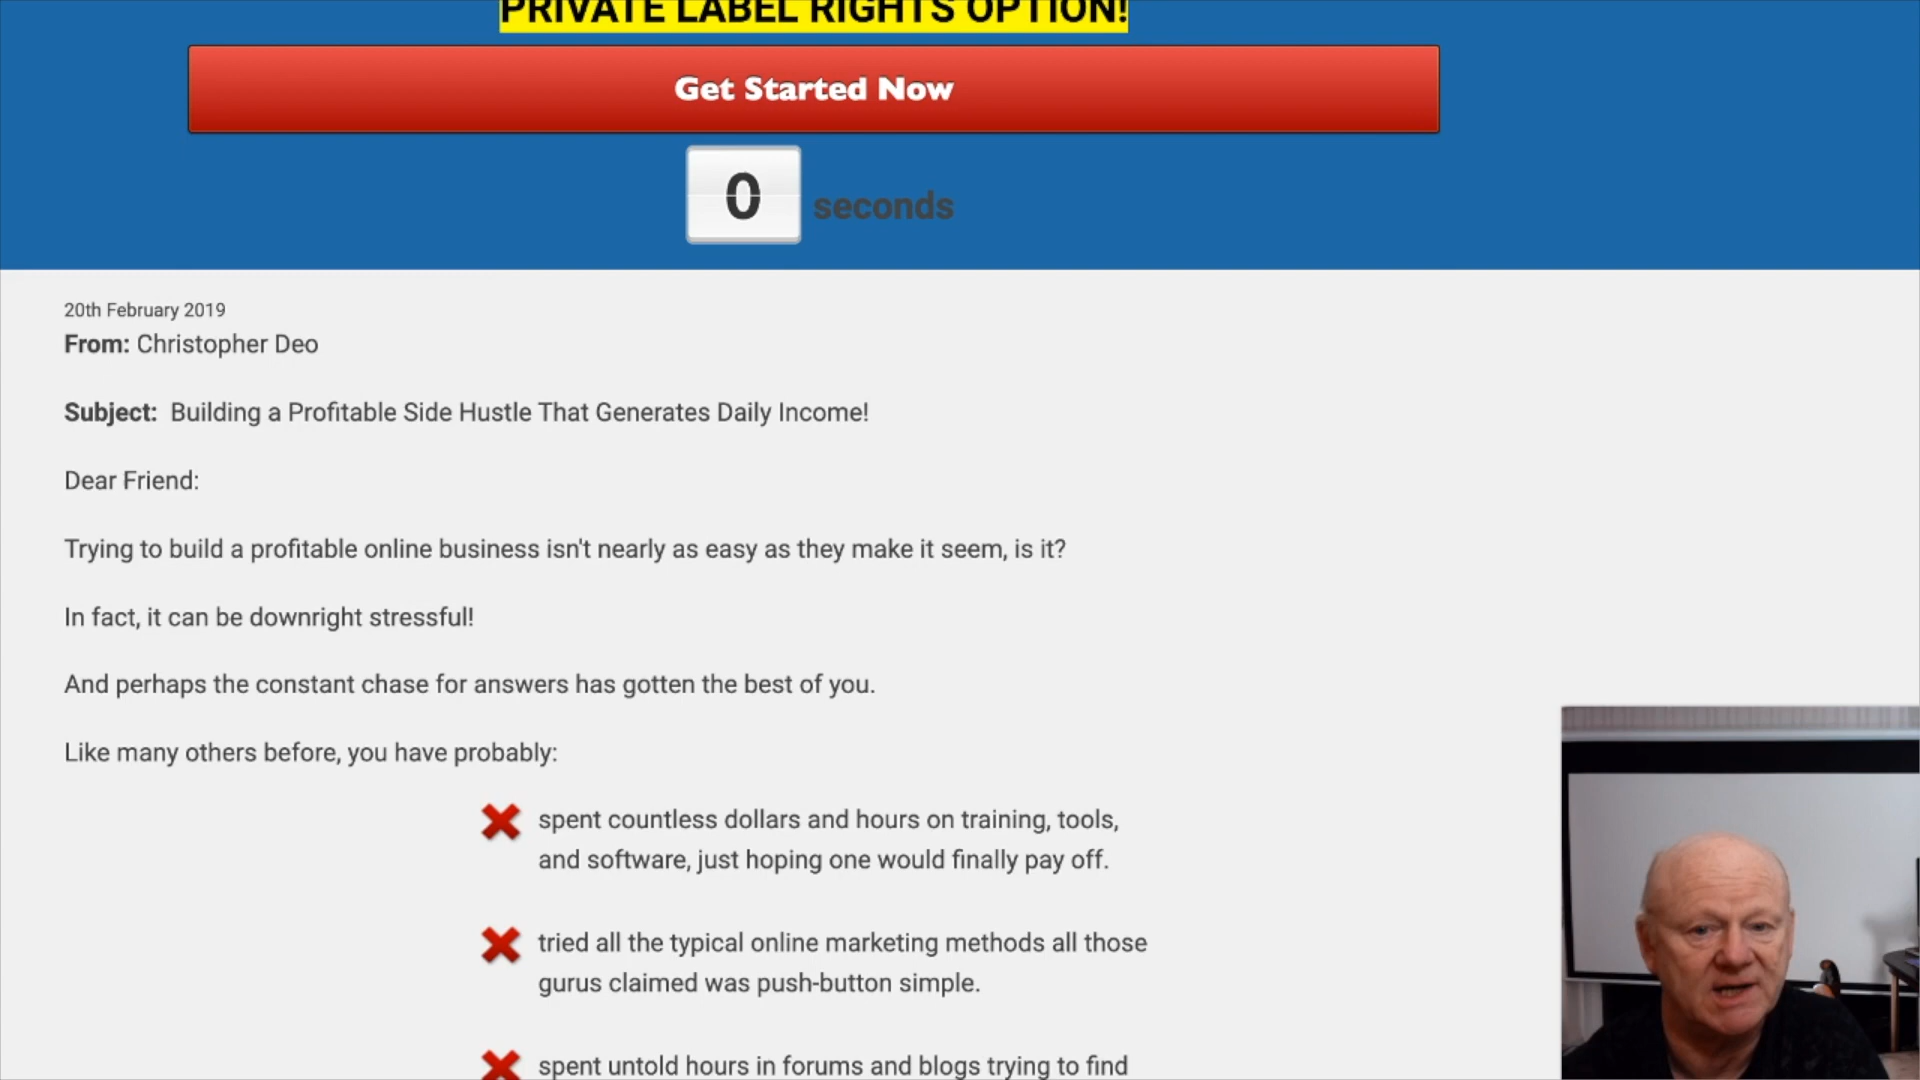 PRIVATE LABEL RIGHTS OPTION!
Get Started Now
0 seconds
20th February 2019
From: Christopher Deo
Subject: Building a Profitable Side Hustle That Generates Daily Income!
Dear Friend:
Trying to build a profitable online business isn't nearly as easy as they make it seem, is it?
In fact, it can be downright stressful!
And perhaps the constant chase for answers has gotten the best of you.
Like many others before, you have probably:
spent countless dollars and hours on training, tools,
and software, just hoping one would finally pay off.
tried all the typical online marketing methods all those
gurus claimed was push-button simple.
spent untold hours in forums and blogs trying to find